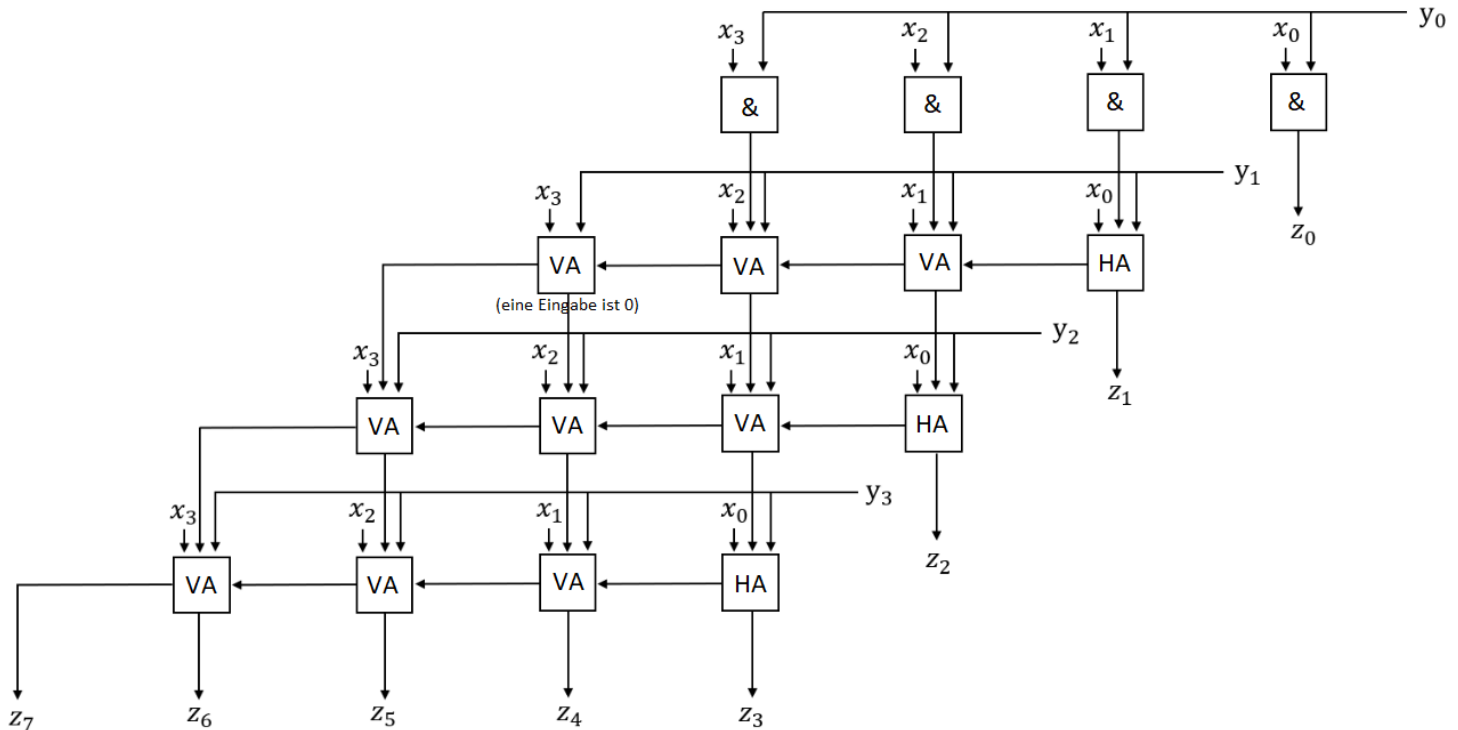 y₀
x₃ x₂ x₁ x₀
& & & &
y₁
x₃ x₂ x₁ x₀
z₀
VA VA VA HA
(eine Eingabe ist 0)
y₂
x₃ x₂ x₁ x₀
z₁
VA VA VA HA
y₃
x₃ x₂ x₁ x₀
z₂
VA VA VA HA
z₇ z₆ z₅ z₄ z₃